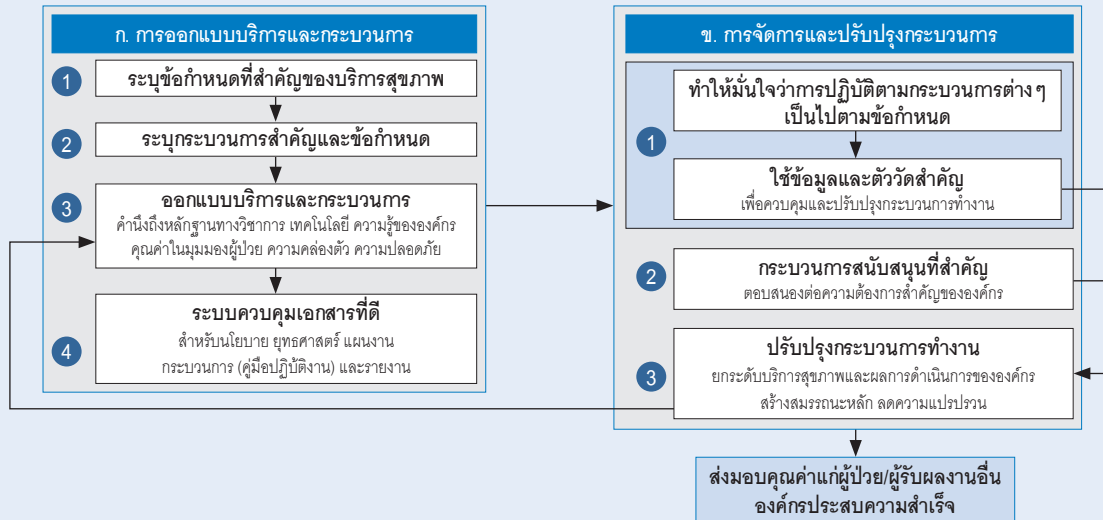 ก. การออกแบบบริการและกระบวนการ
1
ระบุข้อกำหนดที่สำคัญของบริการสุขภาพ
2
ระบุกระบวนการสำคัญและข้อกำหนด
3
ออกแบบบริการและกระบวนการ
คำนึงถึงหลักฐานทางวิชาการ เทคโนโลยี ความรู้ขององค์กร
คุณค่าในมุมมองผู้ป่วย ความคล่องตัว ความปลอดภัย
4
ระบบควบคุมเอกสารที่ดี
สำหรับนโยบาย ยุทธศาสตร์ แผนงาน
กระบวนการ (คู่มือปฏิบัติงาน) และรายงาน
ข. การจัดการและปรับปรุงกระบวนการ
1
ทำให้มั่นใจว่าการปฏิบัติตามกระบวนการต่างๆ
เป็นไปตามข้อกำหนด
ใช้ข้อมูลและตัววัดสำคัญ
เพื่อควบคุมและปรับปรุงกระบวนการทำงาน
2
กระบวนการสนับสนุนที่สำคัญ
ตอบสนองต่อความต้องการสำคัญขององค์กร
3
ปรับปรุงกระบวนการทำงาน
ยกระดับบริการสุขภาพและผลการดำเนินการขององค์กร
สร้างสมรรถนะหลัก ลดความแปรปรวน
ส่งมอบคุณค่าแก่ผู้ป่วย/ผู้รับผลงานอื่น
องค์กรประสบความสำเร็จ